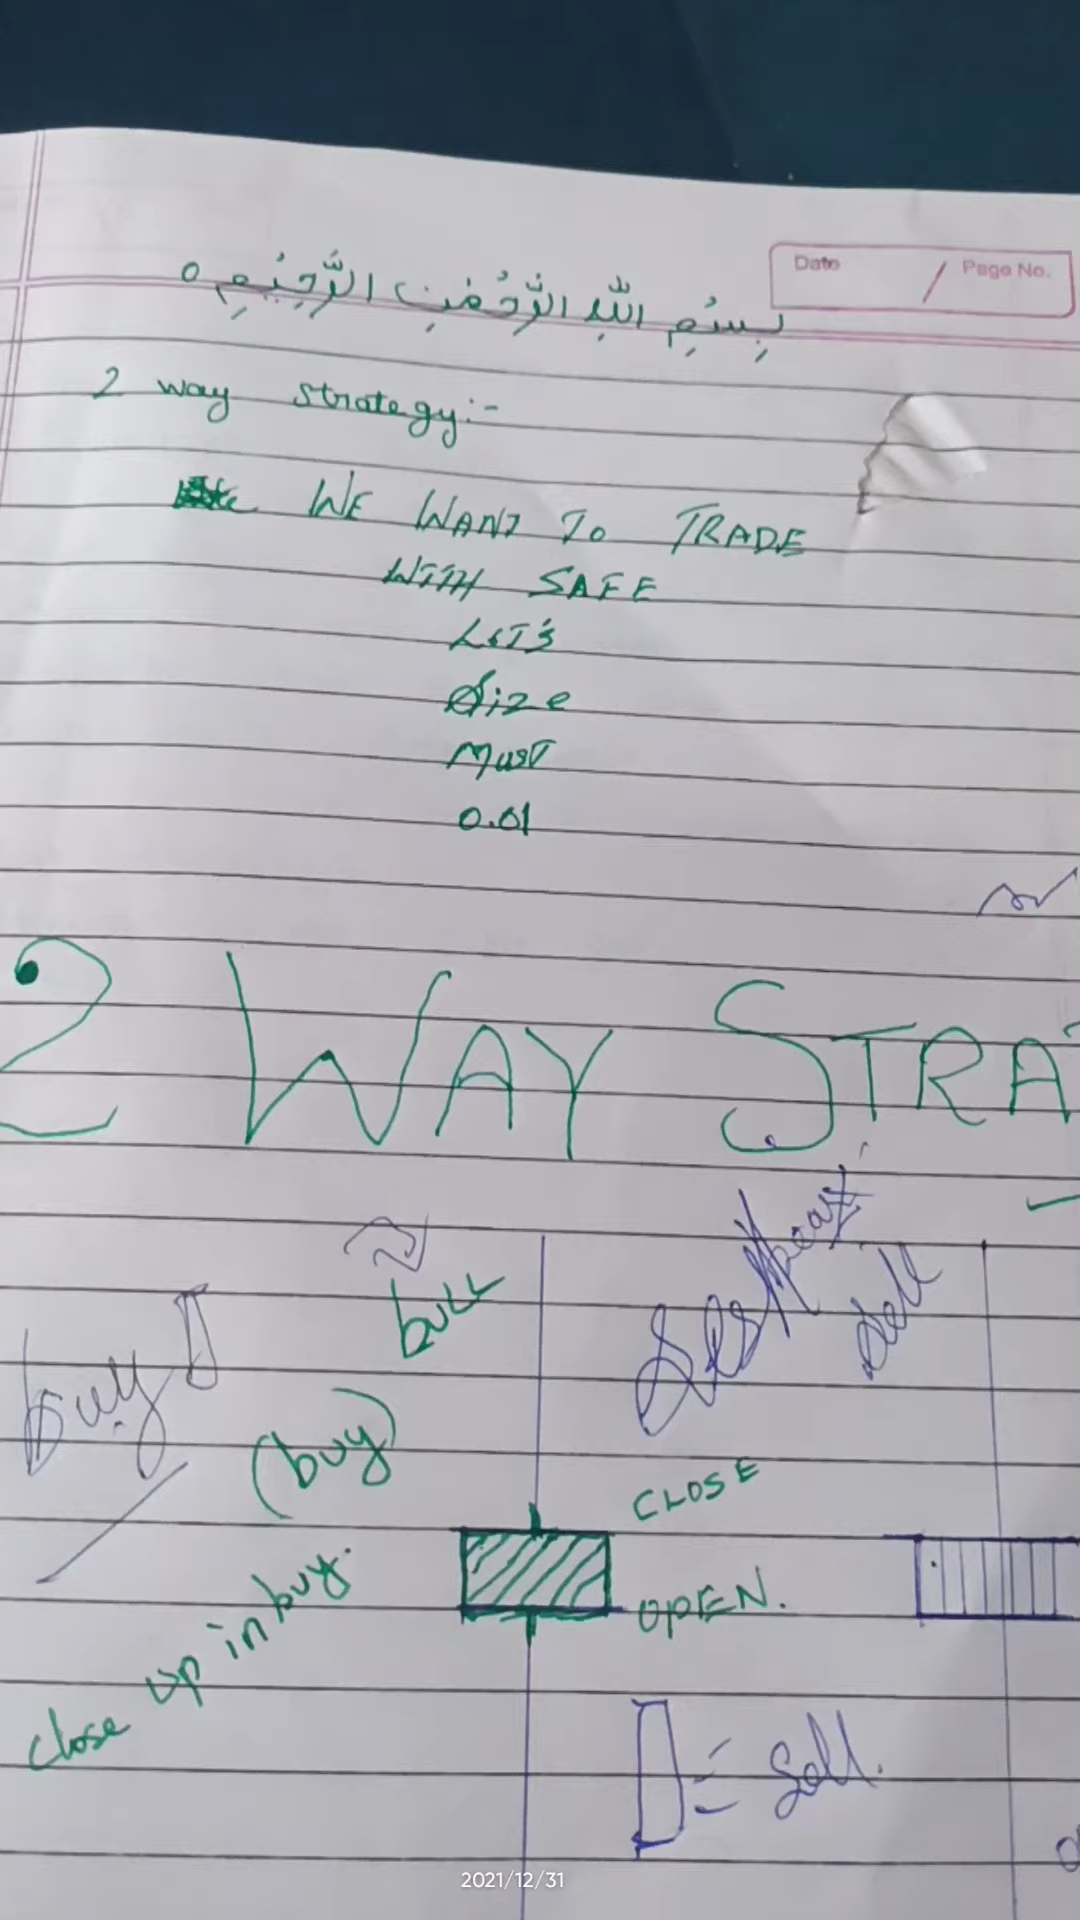 بِسْمِ اللّٰهِ الرَّحْمٰنِ الرَّحِيْمِ ○
Date / Page No.
2 way strategy:-
WE WANT TO TRADE
WITH SAFE
LOT'S
Size
MUST
0.01
2 WAY STRA
bull
buy
sell
(buy)
CLOSE
close up in buy.
OPEN.
= Sell.
2021/12/31